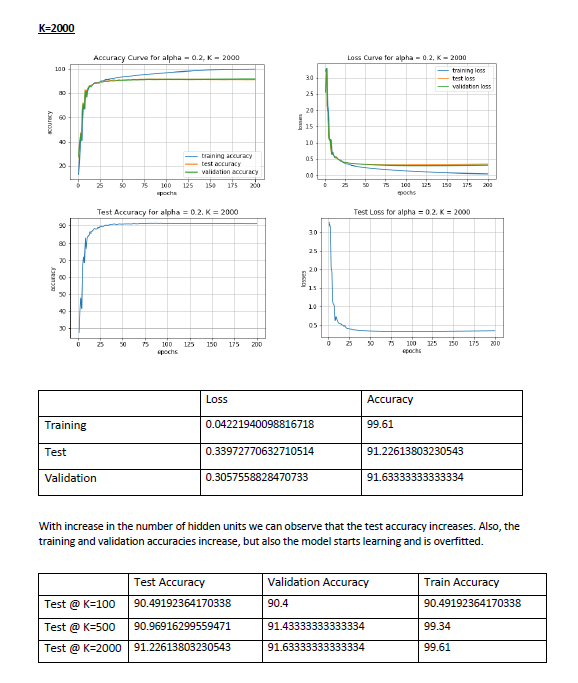 K=2000
Accuracy Curve for alpha = 0.2, K = 2000
100
80
60
40
20
accuracy
training accuracy
test accuracy
validation accuracy
0 25 50 75 100 125 150 175 200
epochs
Loss Curve for alpha = 0.2, K = 2000
3.0
2.5
2.0
1.5
1.0
0.5
0.0
losses
training loss
test loss
validation loss
0 25 50 75 100 125 150 175 200
epochs
Test Accuracy for alpha = 0.2, K = 2000
90
80
70
60
50
40
30
accuracy
0 25 50 75 100 125 150 175 200
epochs
Test Loss for alpha = 0.2, K = 2000
3.0
2.5
2.0
1.5
1.0
0.5
losses
0 25 50 75 100 125 150 175 200
epochs
Loss Accuracy
Training 0.04221940098816718 99.61
Test 0.33972770632710514 91.22613803230543
Validation 0.3057558828470733 91.63333333333334
With increase in the number of hidden units we can observe that the test accuracy increases. Also, the
training and validation accuracies increase, but also the model starts learning and is overfitted.
Test Accuracy Validation Accuracy Train Accuracy
Test @ K=100 90.49192364170338 90.4 90.49192364170338
Test @ K=500 90.96916299559471 91.43333333333334 99.34
Test @ K=2000 91.22613803230543 91.63333333333334 99.61